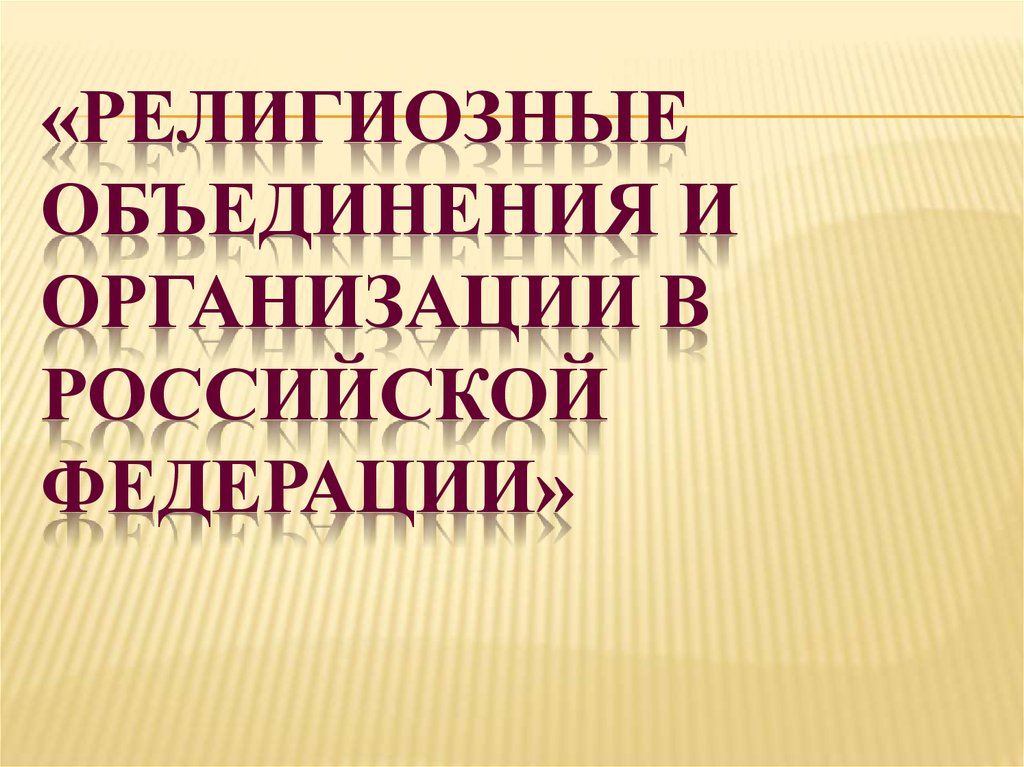 «РЕЛИГИОЗНЫЕ
ОБЪЕДИНЕНИЯ И
ОРГАНИЗАЦИИ В
РОССИЙСКОЙ
ФЕДЕРАЦИИ»